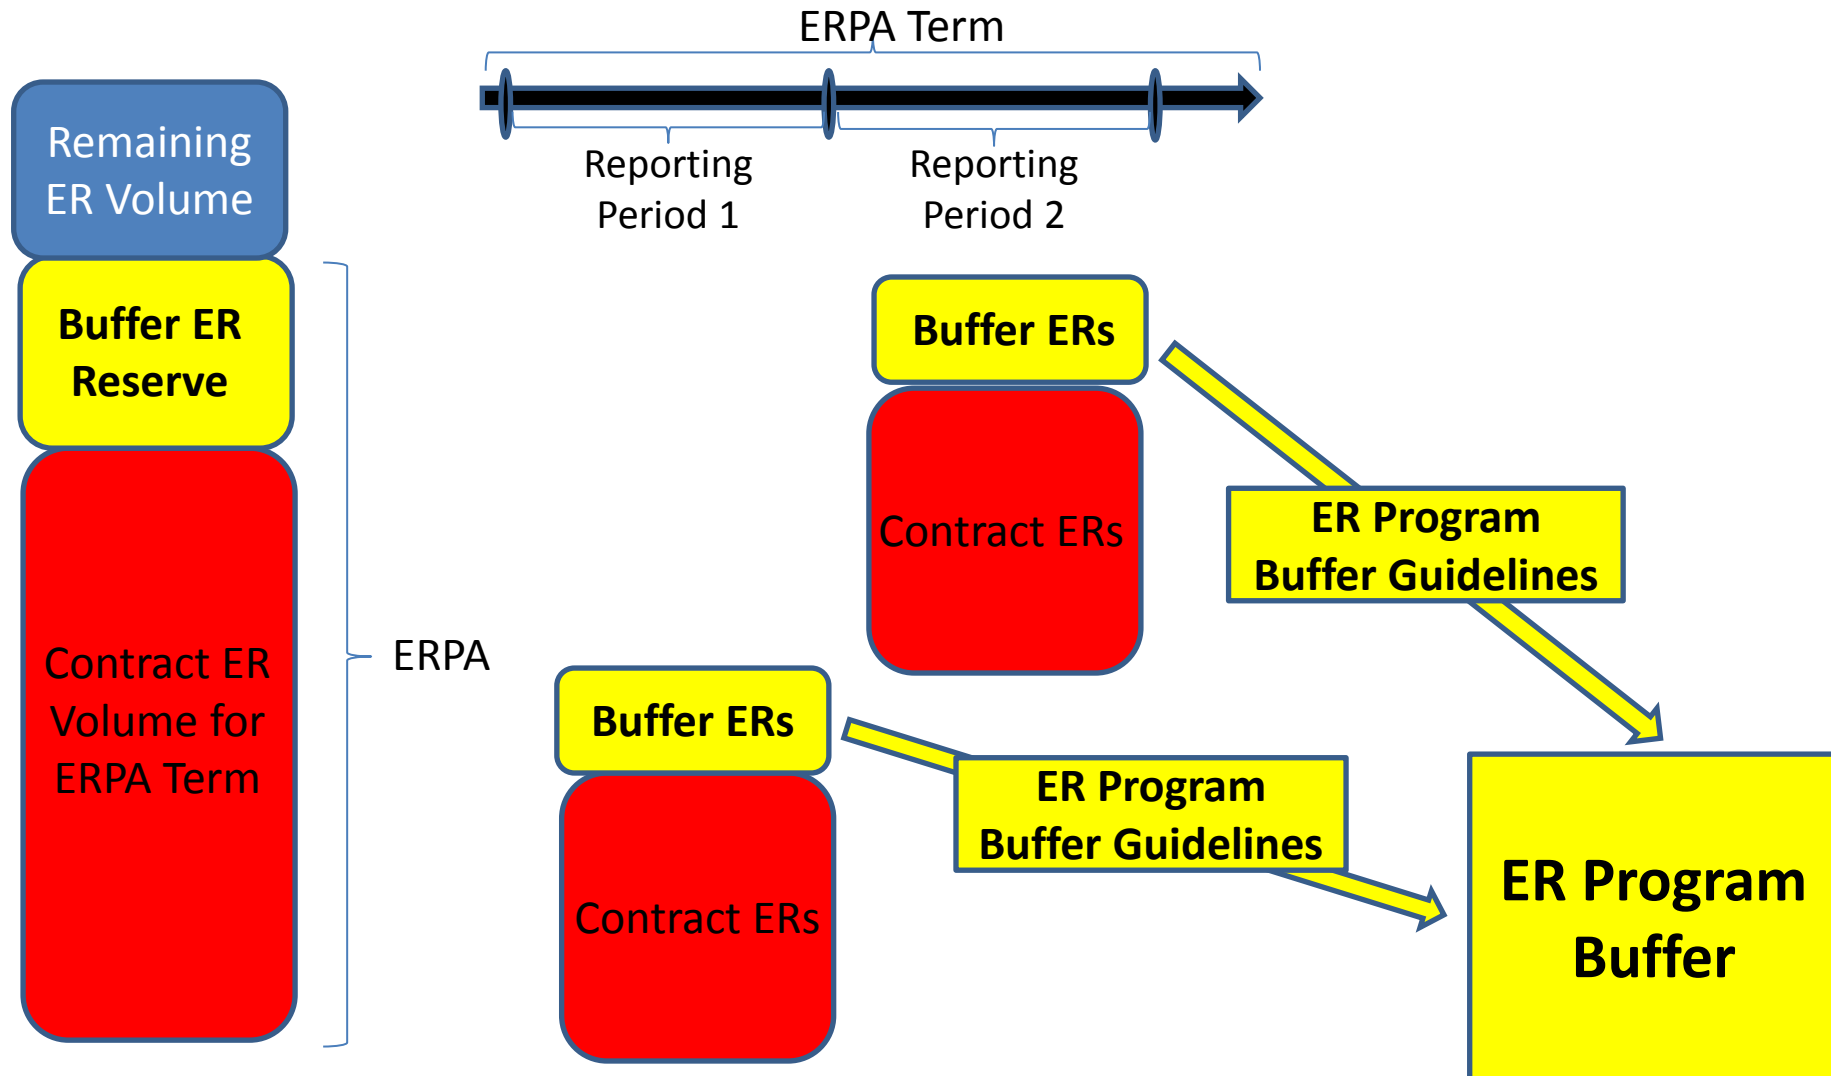 ERPA Term
Remaining
ER Volume
Reporting
Period 1
Reporting
Period 2
Buffer ER
Reserve
Contract ER
Volume for
ERPA Term
ERPA
Buffer ERs
Contract ERs
ER Program
Buffer Guidelines
Buffer ERs
Contract ERs
ER Program
Buffer Guidelines
ER Program
Buffer